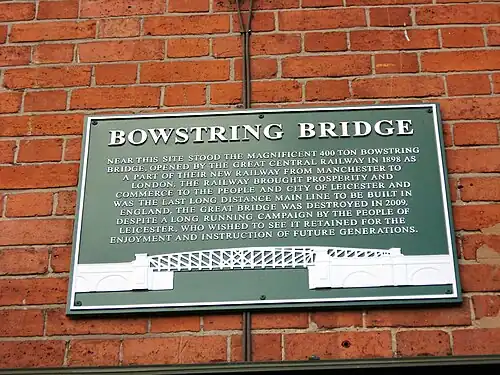 BOWSTRING BRIDGE
NEAR THIS SITE STOOD THE MAGNIFICENT 400 TON BOWSTRING
BRIDGE, OPENED BY THE GREAT CENTRAL RAILWAY IN 1898 AS
A PART OF THEIR NEW RAILWAY FROM MANCHESTER TO
LONDON. THE RAILWAY BROUGHT PROSPERITY AND
COMMERCE TO THE PEOPLE AND CITY OF LEICESTER AND
WAS THE LAST LONG DISTANCE MAIN LINE TO BE BUILT IN
ENGLAND. THE GREAT BRIDGE WAS DESTROYED IN 2009,
DESPITE A LONG RUNNING CAMPAIGN BY THE PEOPLE OF
LEICESTER, WHO WISHED TO SEE IT RETAINED FOR THE
ENJOYMENT AND INSTRUCTION OF FUTURE GENERATIONS.